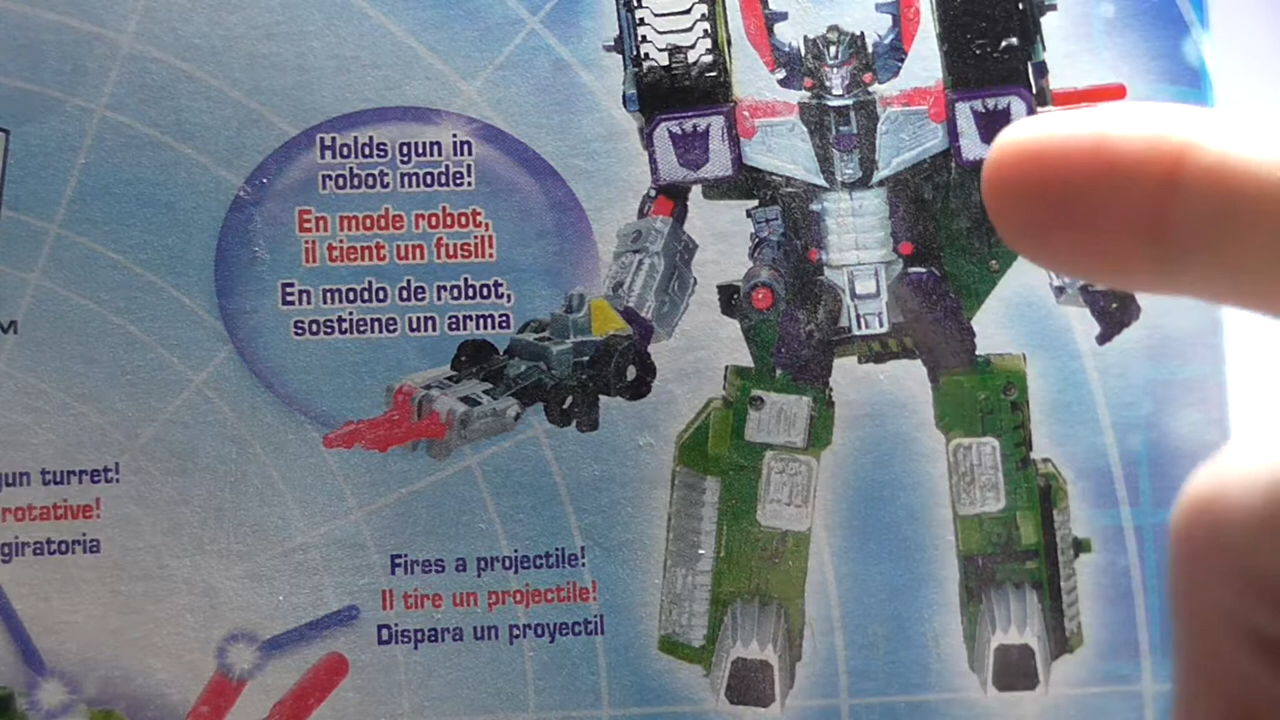 Holds gun in
robot mode!
En mode robot,
il tient un fusil!
En modo de robot,
sostiene un arma
M
gun turret!
rotative!
giratoria
Fires a projectile!
Il tire un projectile!
Dispara un proyectil